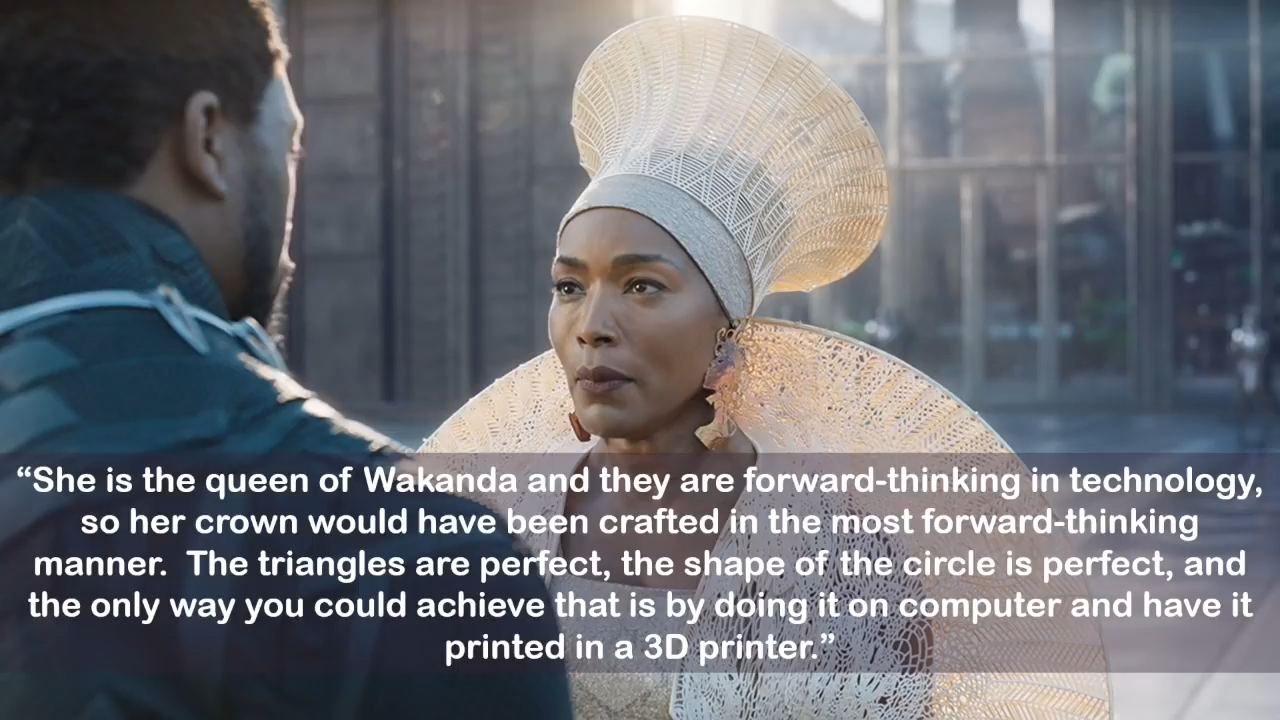 “She is the queen of Wakanda and they are forward-thinking in technology,
so her crown would have been crafted in the most forward-thinking
manner.  The triangles are perfect, the shape of the circle is perfect, and
the only way you could achieve that is by doing it on computer and have it
printed in a 3D printer.”